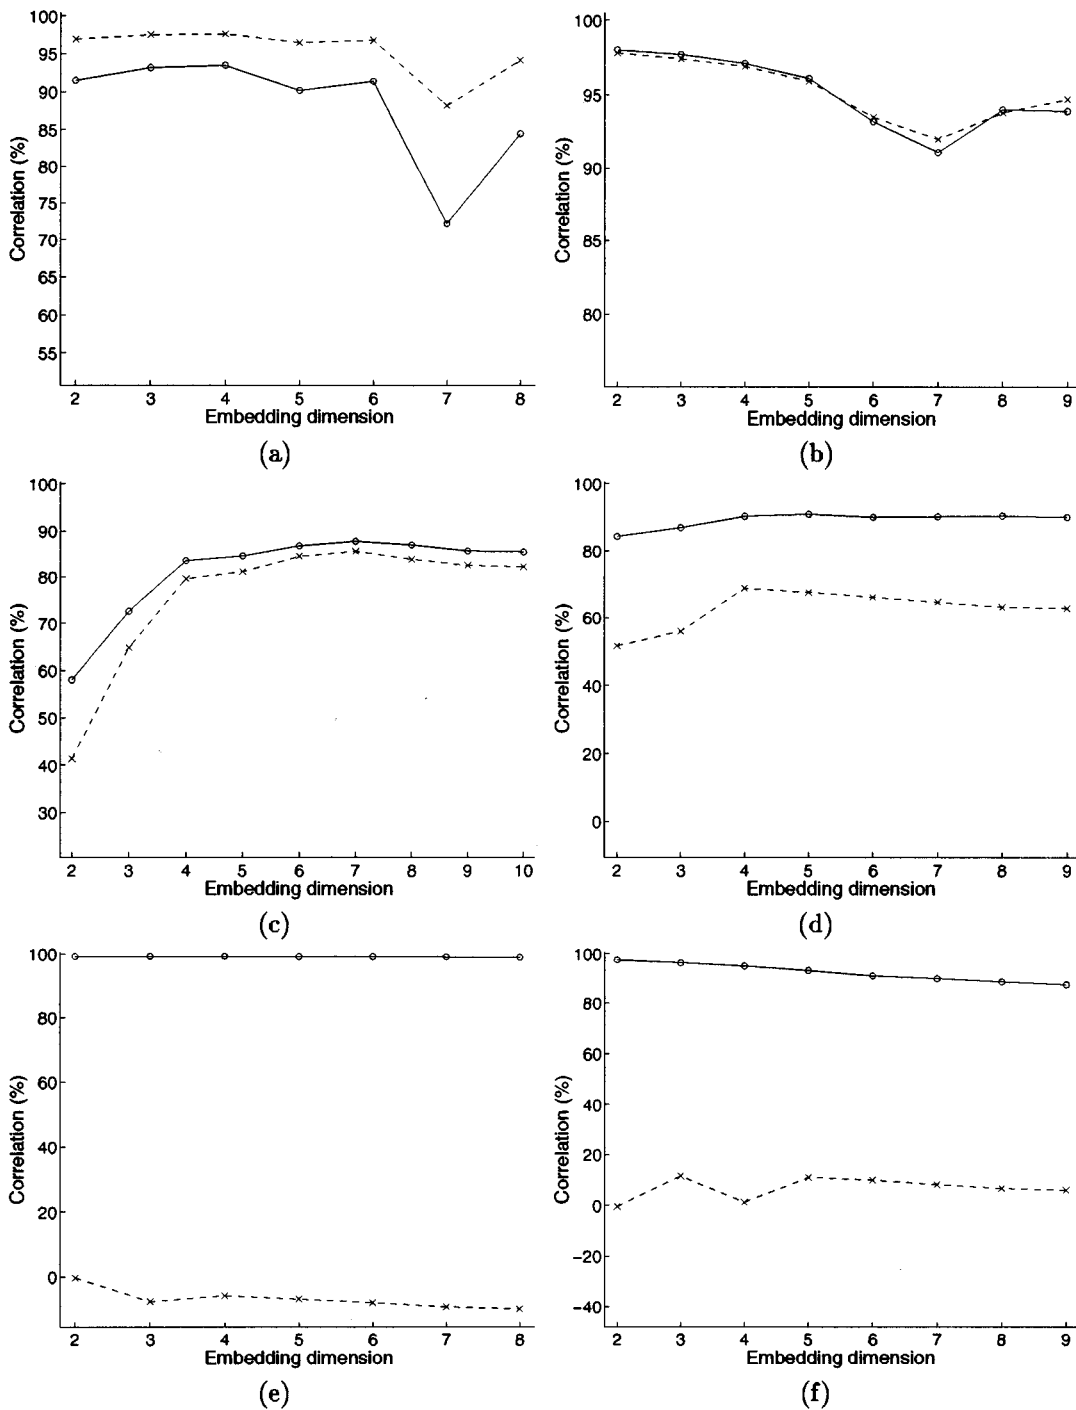 100
95
90
85
80
75
70
65
60
55
Correlation (%)
2 3 4 5 6 7 8
Embedding dimension
(a)
100
95
90
85
80
Correlation (%)
2 3 4 5 6 7 8 9
Embedding dimension
(b)
100
90
80
70
60
50
40
30
Correlation (%)
2 3 4 5 6 7 8 9 10
Embedding dimension
(c)
100
80
60
40
20
0
Correlation (%)
2 3 4 5 6 7 8 9
Embedding dimension
(d)
100
80
60
40
20
0
Correlation (%)
2 3 4 5 6 7 8
Embedding dimension
(e)
100
80
60
40
20
0
−20
−40
Correlation (%)
2 3 4 5 6 7 8 9
Embedding dimension
(f)